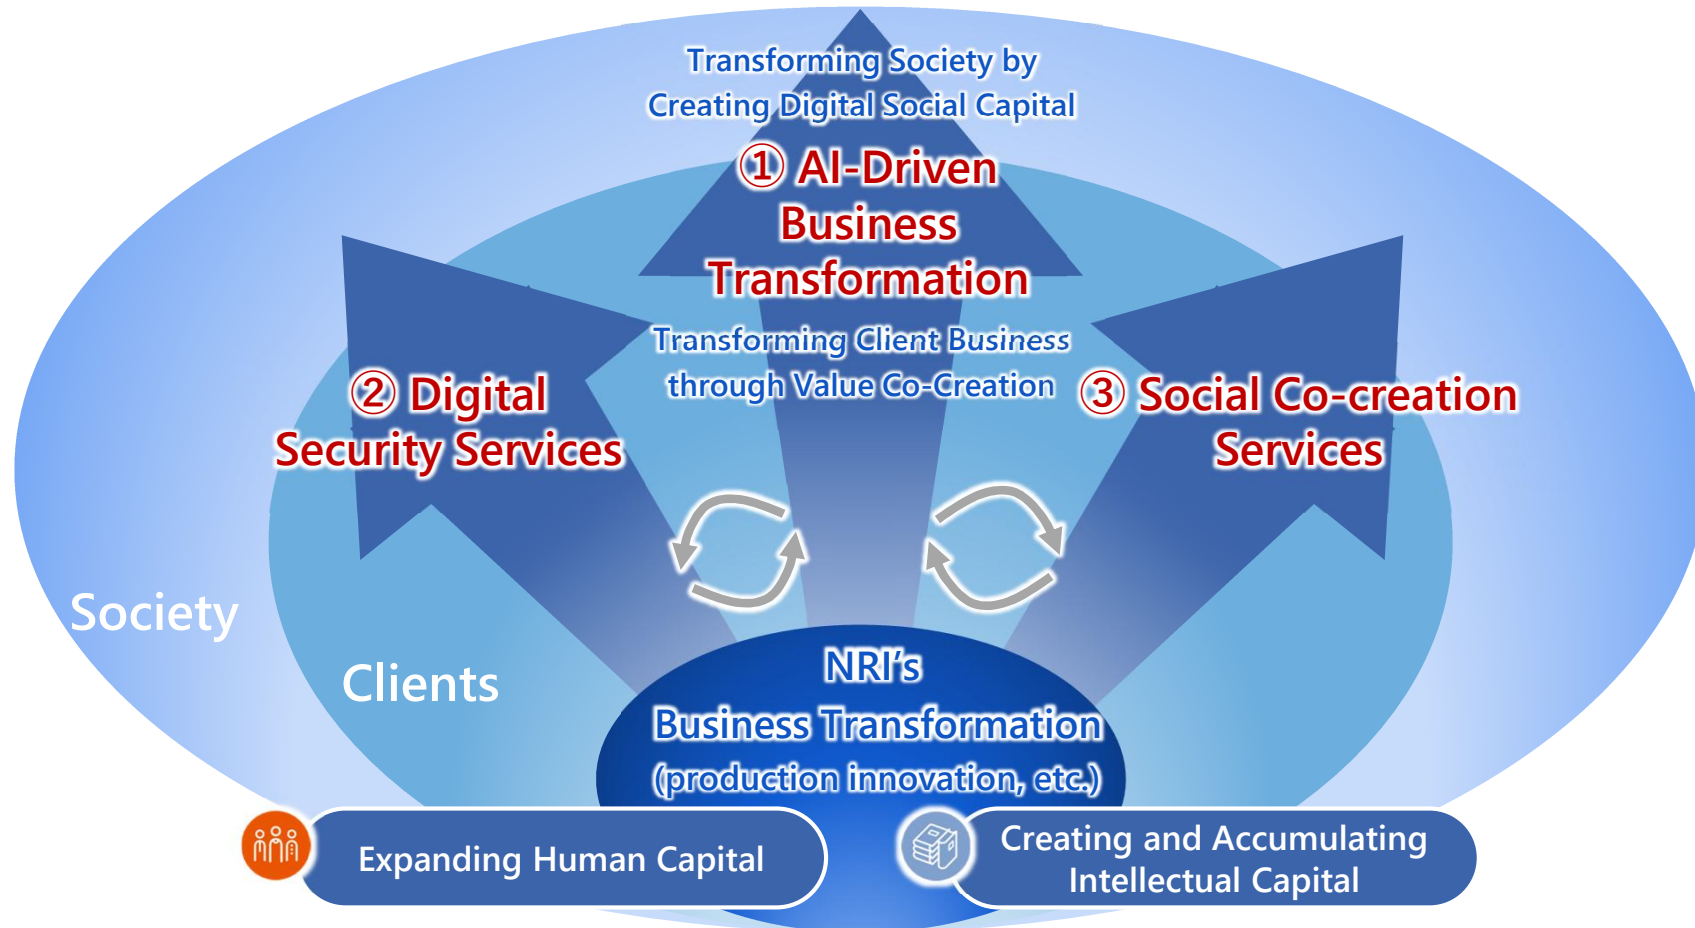 Transforming Society by
Creating Digital Social Capital
① AI-Driven
Business
Transformation
Transforming Client Business
through Value Co-Creation
② Digital
Security Services
③ Social Co-creation
Services
Society
Clients
NRI's
Business Transformation
(production innovation, etc.)
Expanding Human Capital
Creating and Accumulating
Intellectual Capital